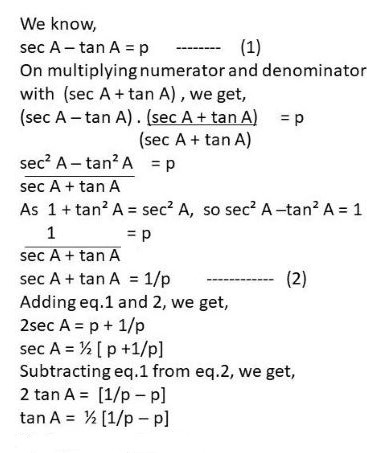 We know,
sec A – tan A = p -------- (1)
On multiplying numerator and denominator
with (sec A + tan A) , we get,
(sec A – tan A) . (sec A + tan A) = p
(sec A + tan A)
sec² A – tan² A = p
sec A + tan A
As 1 + tan² A = sec² A, so sec² A –tan² A = 1
1 = p
sec A + tan A
sec A + tan A = 1/p ------------ (2)
Adding eq.1 and 2, we get,
2sec A = p + 1/p
sec A = ½ [ p +1/p]
Subtracting eq.1 from eq.2, we get,
2 tan A = [1/p – p]
tan A = ½ [1/p – p]